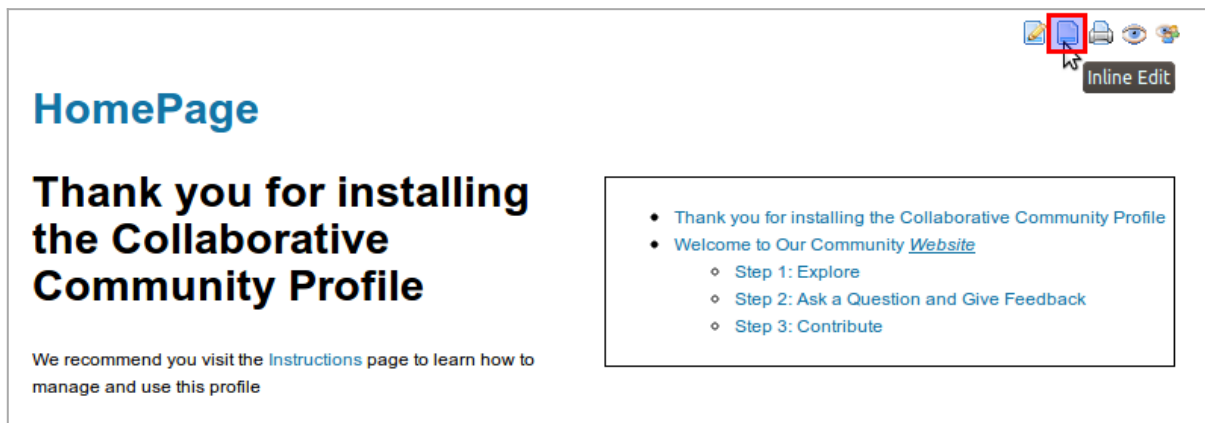 Inline Edit
HomePage
Thank you for installing
the Collaborative
Community Profile
We recommend you visit the Instructions page to learn how to
manage and use this profile
Thank you for installing the Collaborative Community Profile
Welcome to Our Community Website
Step 1: Explore
Step 2: Ask a Question and Give Feedback
Step 3: Contribute